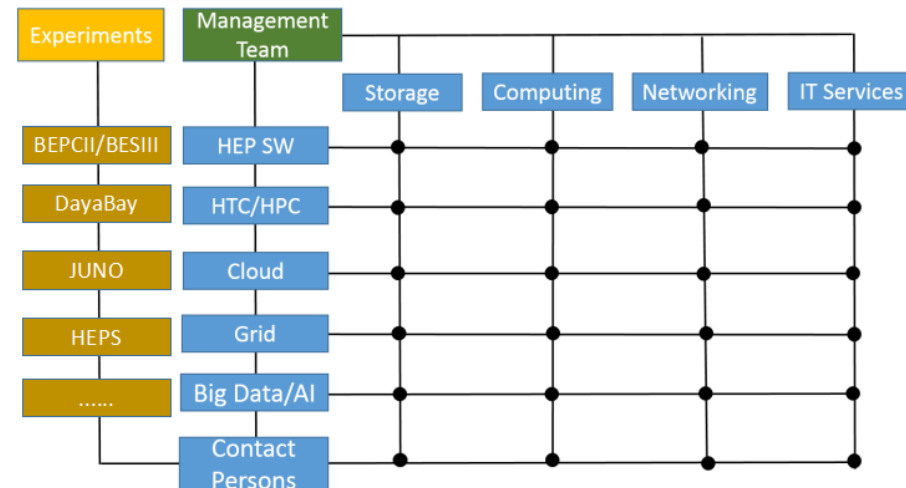 Experiments
Management
Team
Storage
Computing
Networking
IT Services
BEPCII/BESIII
HEP SW
DayaBay
HTC/HPC
JUNO
Cloud
HEPS
Grid
......
Big Data/AI
Contact
Persons